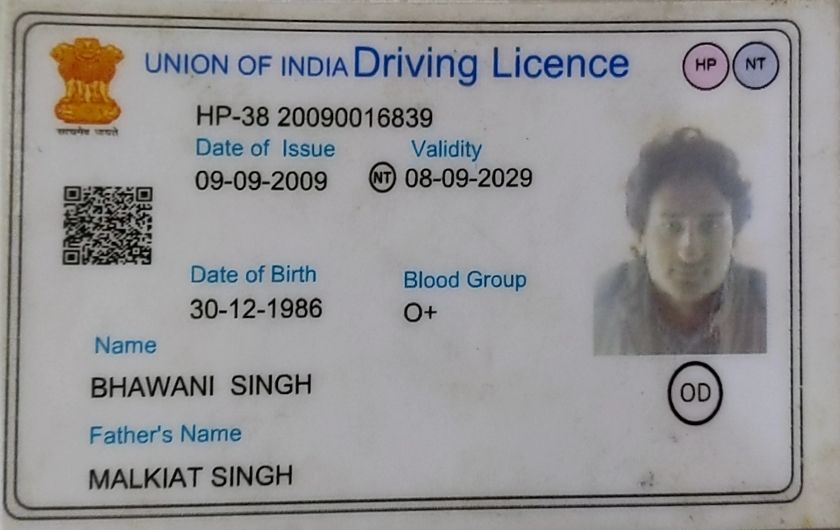 UNION OF INDIA Driving Licence
HP NT
सत्यमेव जयते
HP-38 20090016839
Date of Issue Validity
09-09-2009 NT 08-09-2029
Date of Birth Blood Group
30-12-1986 O+
Name
BHAWANI SINGH
OD
Father's Name
MALKIAT SINGH